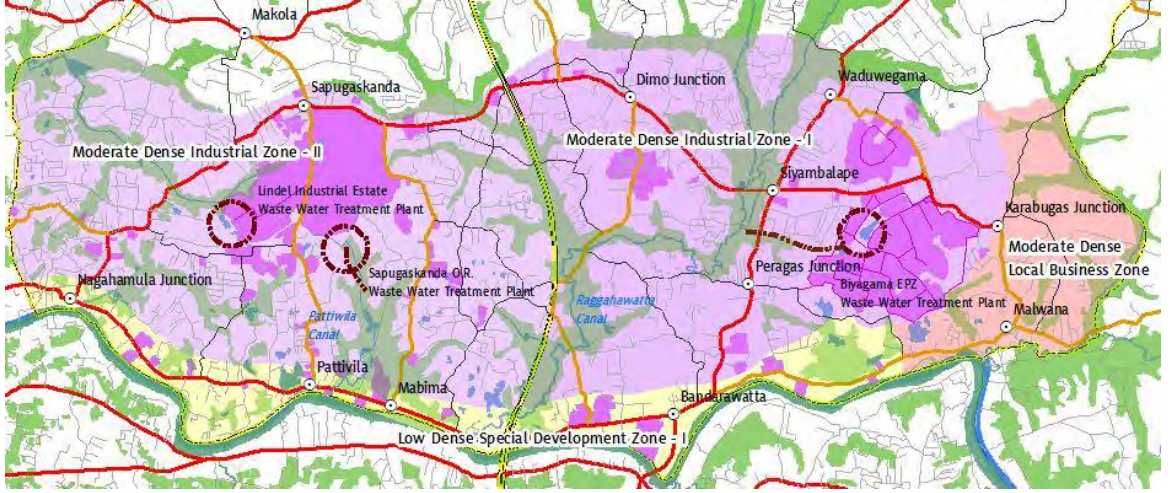 Makola
Sapugaskanda
Dimo Junction
Waduwegama
Moderate Dense Industrial Zone - II
Moderate Dense Industrial Zone - I
Siyambalape
Lindel Industrial Estate
Waste Water Treatment Plant
Karabugas Junction
Moderate Dense
Local Business Zone
Nagahamula Junction
Sapugaskanda O.R.
Waste Water Treatment Plant
Peragas Junction
Biyagama EPZ
Waste Water Treatment Plant
Pattiwila
Canal
Raggahawatta
Canal
Malwana
Pattivila
Mabima
Bandarawatta
Low Dense Special Development Zone - I